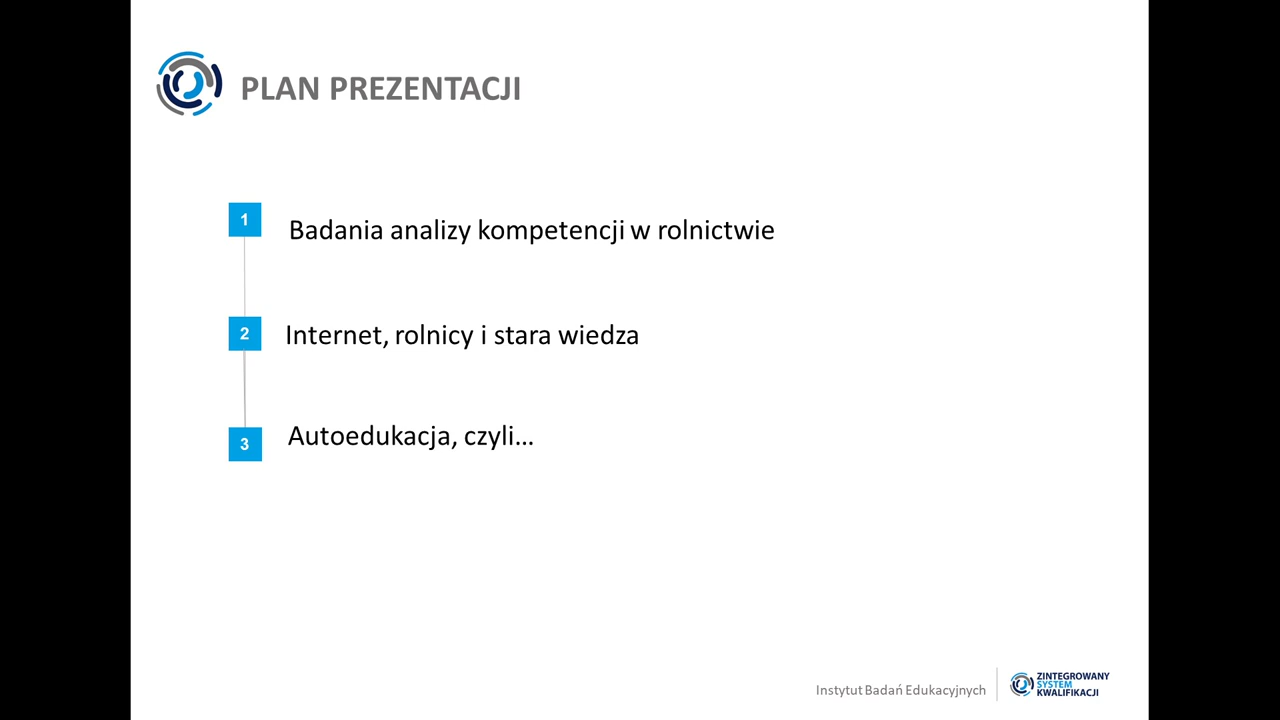 PLAN PREZENTACJI
1
Badania analizy kompetencji w rolnictwie
2
Internet, rolnicy i stara wiedza
3
Autoedukacja, czyli…
Instytut Badań Edukacyjnych
ZINTEGROWANY
SYSTEM
KWALIFIKACJI